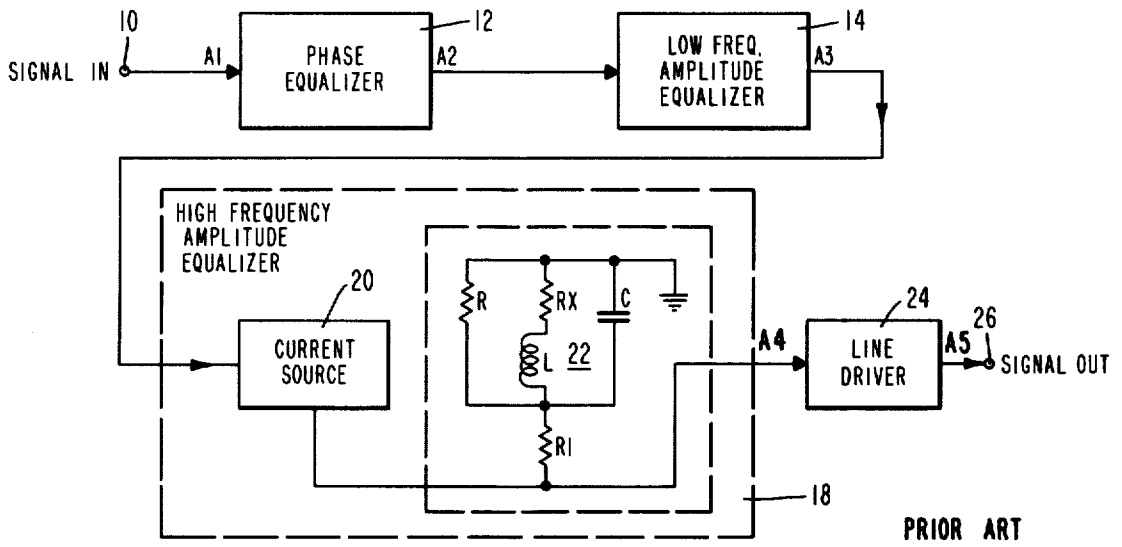 10
12
14
SIGNAL IN
A1
PHASE
EQUALIZER
A2
LOW FREQ.
AMPLITUDE
EQUALIZER
A3
HIGH FREQUENCY
AMPLITUDE
EQUALIZER
20
CURRENT
SOURCE
R
RX
C
L
22
R1
A4
24
LINE
DRIVER
A5
26
SIGNAL OUT
18
PRIOR ART